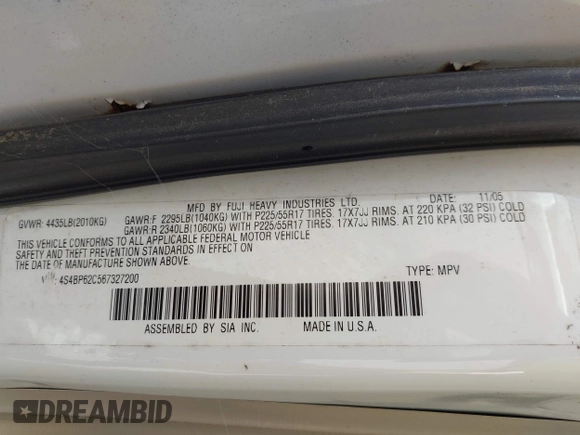 MFD BY FUJI HEAVY INDUSTRIES LTD. DATE: 11/05
GVWR: 4435LB(2010KG) GAWR:F 2295LB(1040KG) WITH P225/55R17 TIRES. 17X7JJ RIMS. AT 220 KPA (32 PSI) COLD
GAWR:R 2340LB(1060KG) WITH P225/55R17 TIRES. 17X7JJ RIMS. AT 210 KPA (30 PSI) COLD
THIS VEHICLE CONFORMS TO ALL APPLICABLE FEDERAL MOTOR VEHICLE
SAFETY AND THEFT PREVENTION STANDARDS IN EFFECT ON
THE DATE OF MANUFACTURE SHOWN ABOVE.
4S4BP62C567327200 TYPE: MPV
ASSEMBLED BY SIA INC. MADE IN U.S.A.
DREAMBID